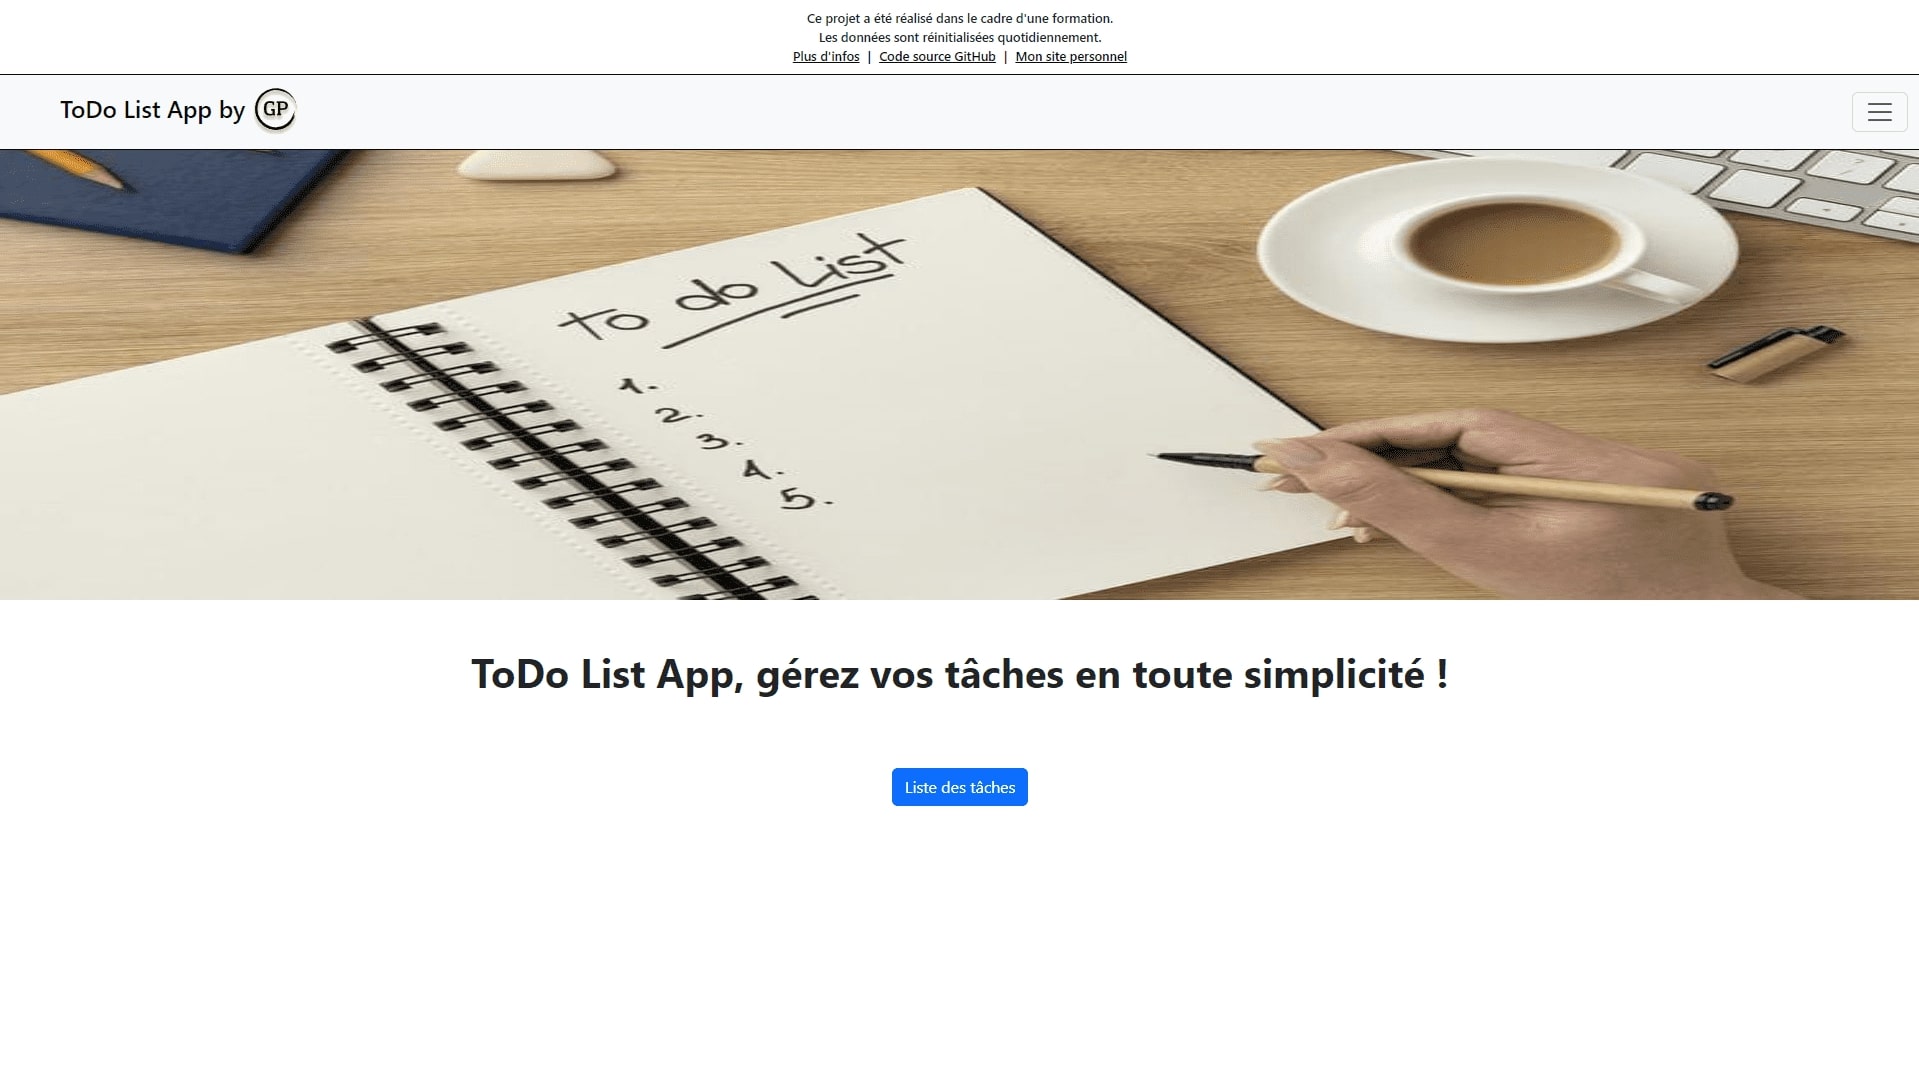 Ce projet a été réalisé dans le cadre d'une formation.
Les données sont réinitialisées quotidiennement.
Plus d'infos | Code source GitHub | Mon site personnel
ToDo List App by GP
to do List
1.
2.
3.
4.
5.
ToDo List App, gérez vos tâches en toute simplicité !
Liste des tâches